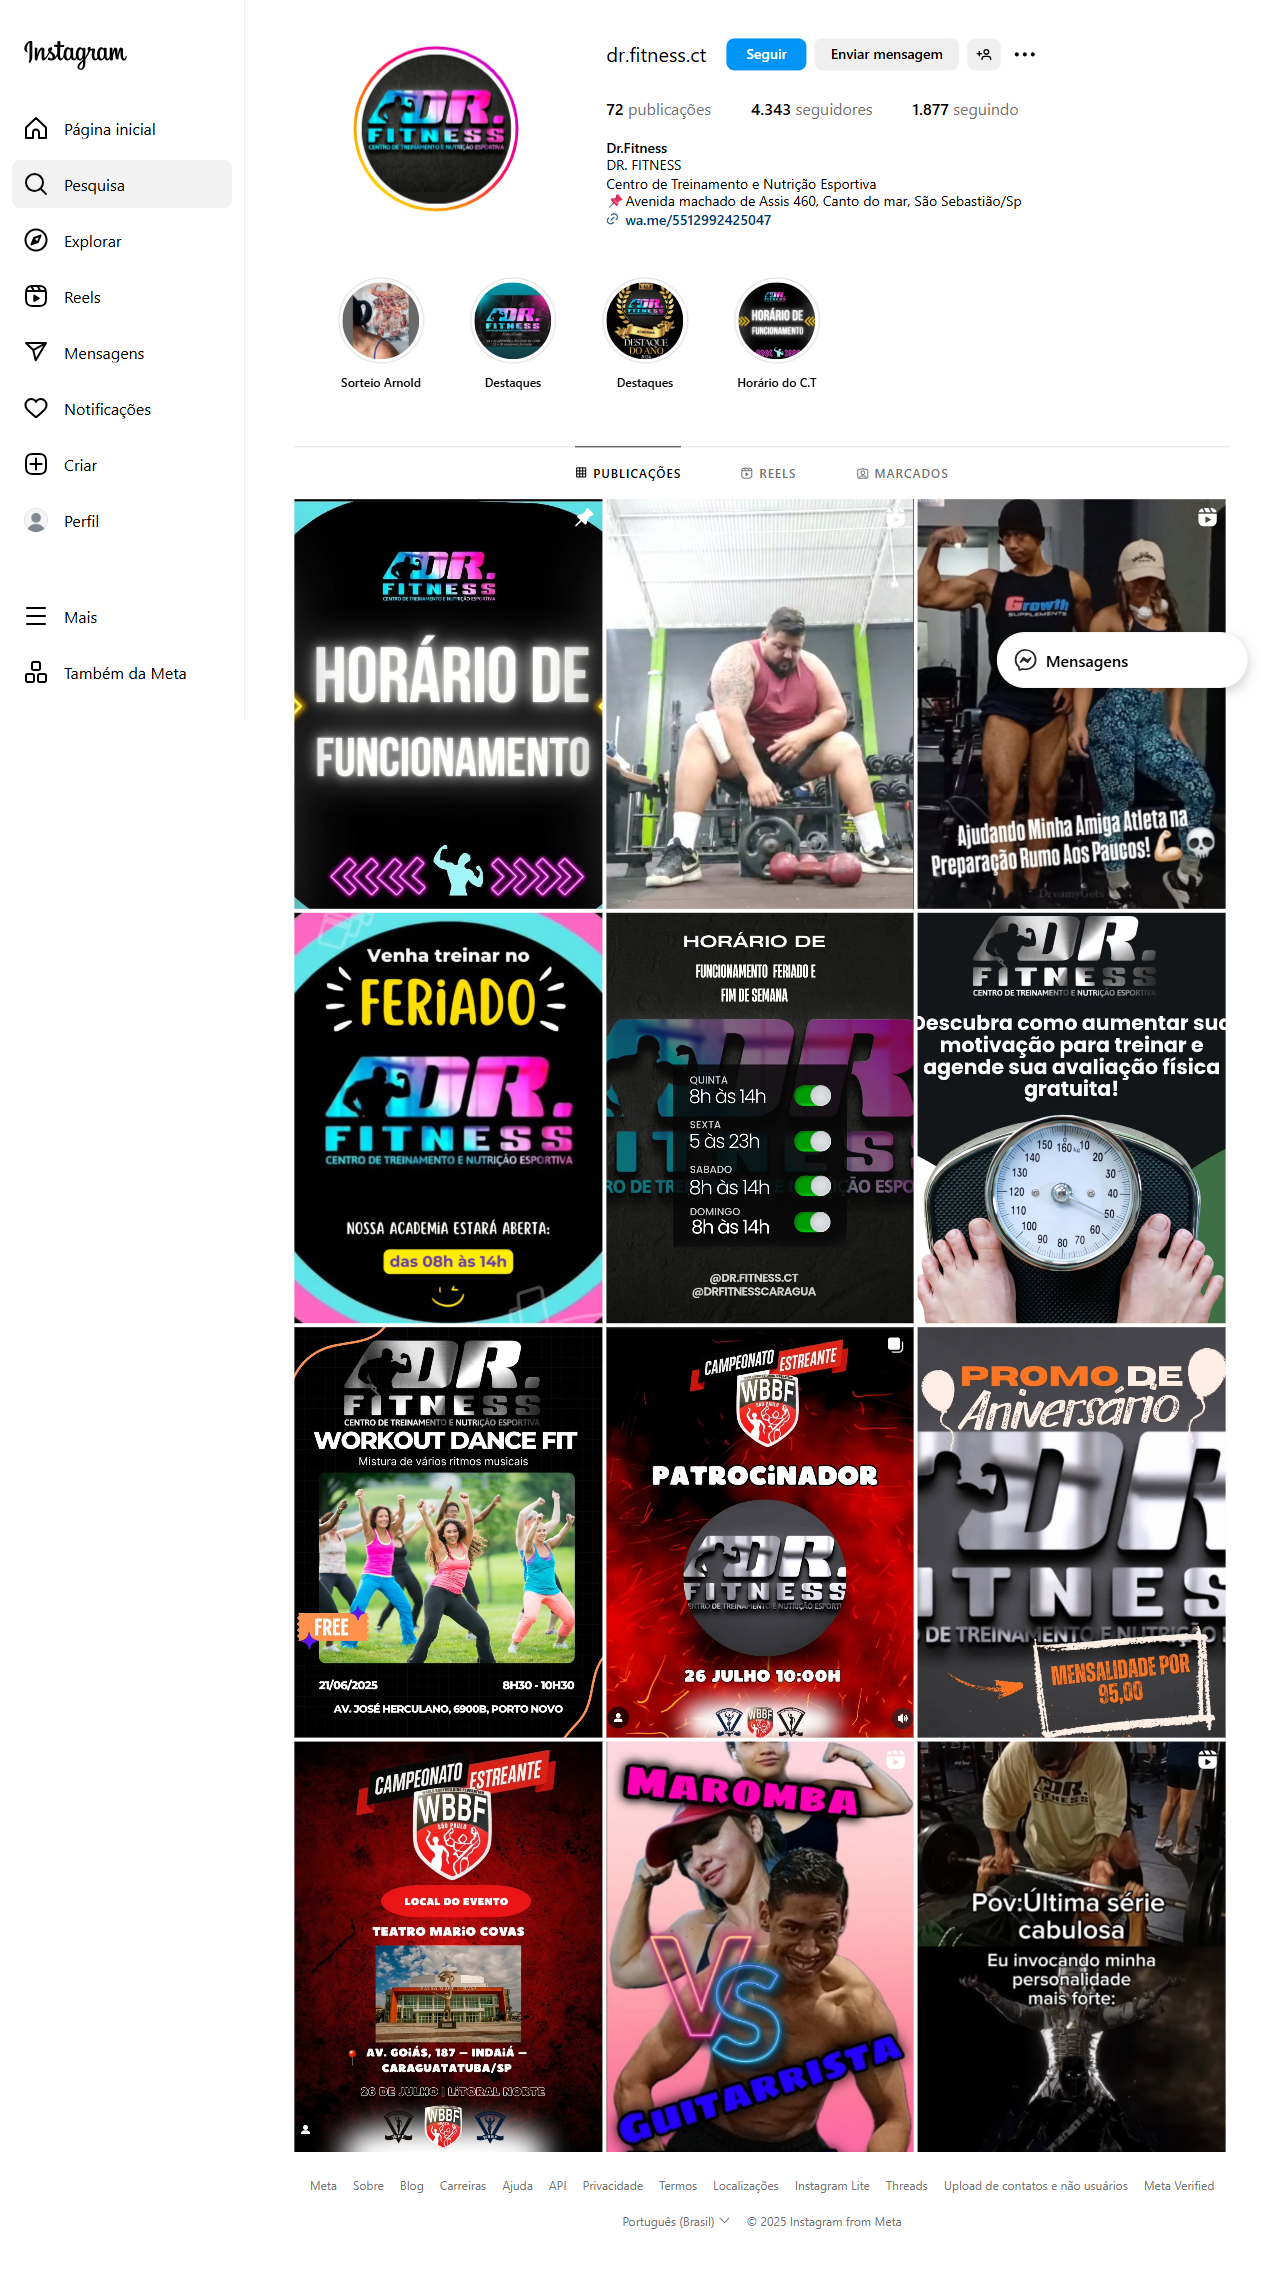 Instagram
Página inicial
Pesquisa
Explorar
Reels
Mensagens
Notificações
Criar
Perfil
Mais
Também da Meta
DR.
FITNESS
CENTRO DE TREINAMENTO E NUTRIÇÃO ESPORTIVA
dr.fitness.ct
Seguir
Enviar mensagem
72 publicações 4.343 seguidores 1.877 seguindo
Dr.Fitness
DR. FITNESS
Centro de Treinamento e Nutrição Esportiva
📌Avenida machado de Assis 460, Canto do mar, São Sebastião/Sp
wa.me/5512992425047
DR.
FITNESS
DR.
DESTAQUE
DO ANO
DR.
FITNESS
HORÁRIO DE
FUNCIONAMENTO
Sorteio Arnold
Destaques
Destaques
Horário do C.T
PUBLICAÇÕES
REELS
MARCADOS
DR.
FITNESS
CENTRO DE TREINAMENTO E NUTRIÇÃO ESPORTIVA
HORÁRIO DE
FUNCIONAMENTO
Growth
SUPPLEMENTS
Mensagens
Ajudando Minha Amiga Atleta na
Preparação Rumo Aos Paucos!💪💀
DreamyGets
Venha treinar no
FERIADO
DR.
FITNESS
CENTRO DE TREINAMENTO E NUTRIÇÃO ESPORTIVA
NOSSA ACADEMIA ESTARÁ ABERTA:
das 08h às 14h
HORÁRIO DE
FUNCIONAMENTO FERIADO E
FIM DE SEMANA
QUINTA
8h às 14h
SEXTA
5 às 23h
SABADO
8h às 14h
DOMINGO
8h às 14h
@DR.FITNESS.CT
@DRFITNESSCARAGUA
DR.
FITNESS
CENTRO DE TREINAMENTO E NUTRIÇÃO ESPORTIVA
Descubra como aumentar sua
motivação para treinar e
agende sua avaliação física
gratuita!
150 160 kg 10
140 20
130 30
120 40
110 50
100 60
90 80 70
DR.
FITNESS
CENTRO DE TREINAMENTO E NUTRIÇÃO ESPORTIVA
WORKOUT DANCE FIT
Mistura de vários ritmos musicais
FREE
21/06/2025 8H30 - 10H30
AV. JOSÉ HERCULANO, 6900B, PORTO NOVO
CAMPEONATO ESTREANTE
WBBF
SÃO PAULO
PATROCiNADOR
DR.
FITNESS
26 JULHO 10:00H
WBBF
PROMO DE
Aniversário
DR
ITNES
DE TREINAMENTO E NUTRIÇÃO
MENSALIDADE POR
95,00
CAMPEONATO ESTREANTE
WBBF
SÃO PAULO
LOCAL DO EVENTO
TEATRO MARiO COVAS
📍 AV. GOiÁS, 187 – INDAiÁ –
CARAGUATATUBA/SP
26 DE JULHO | LiTORAL NORTE
WBBF
MAROMBA
VS
GUITARRISTA
DR.
FITNESS
Pov:Última série
cabulosa
Eu invocando minha
personalidade
mais forte:
Meta Sobre Blog Carreiras Ajuda API Privacidade Termos Localizações Instagram Lite Threads Upload de contatos e não usuários Meta Verified
Português (Brasil) © 2025 Instagram from Meta